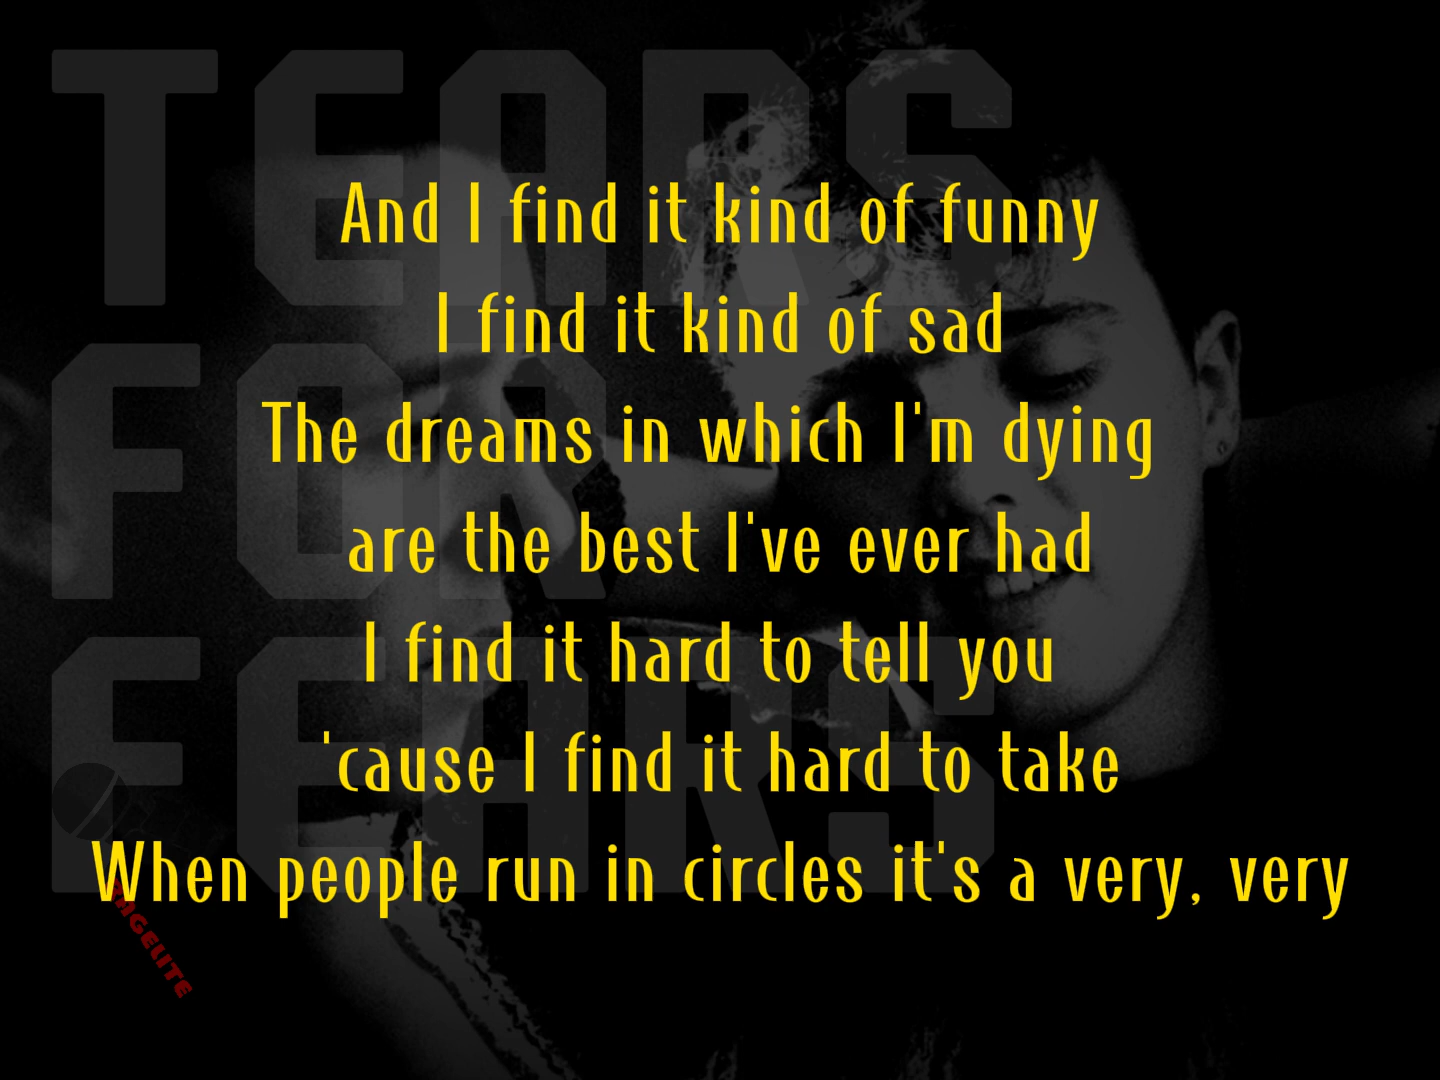 TEARS
FOR
FEARS
And I find it kind of funny
I find it kind of sad
The dreams in which I'm dying
are the best I've ever had
I find it hard to tell you
'cause I find it hard to take
When people run in circles it's a very, very